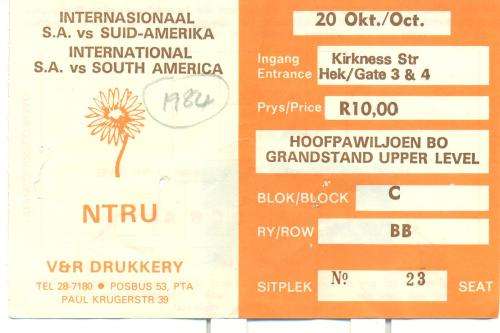 INTERNASIONAAL
S.A. vs SUID-AMERIKA
INTERNATIONAL
S.A. vs SOUTH AMERICA
1984
NTRU
V&R DRUKKERY
TEL 28-7180 ● POSBUS 53, PTA
PAUL KRUGERSTR 39
20 Okt./Oct.
Ingang Kirkness Str
Entrance Hek/Gate 3 & 4
Prys/Price R10,00
HOOFPAWILJOEN BO
GRANDSTAND UPPER LEVEL
BLOK/BLOCK C
RY/ROW BB
SITPLEK No 23 SEAT